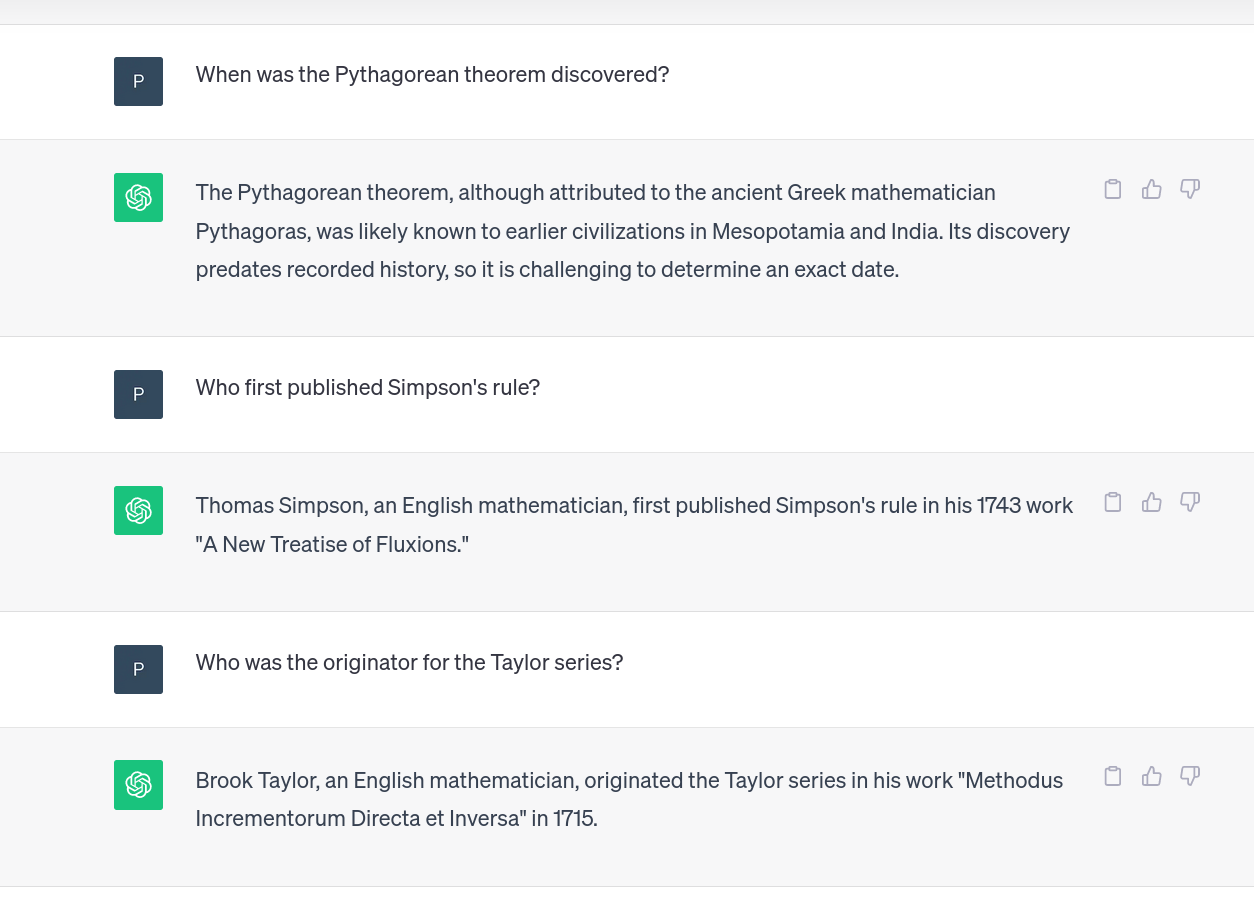 P
When was the Pythagorean theorem discovered?
The Pythagorean theorem, although attributed to the ancient Greek mathematician
Pythagoras, was likely known to earlier civilizations in Mesopotamia and India. Its discovery
predates recorded history, so it is challenging to determine an exact date.
P
Who first published Simpson's rule?
Thomas Simpson, an English mathematician, first published Simpson's rule in his 1743 work
"A New Treatise of Fluxions."
P
Who was the originator for the Taylor series?
Brook Taylor, an English mathematician, originated the Taylor series in his work "Methodus
Incrementorum Directa et Inversa" in 1715.